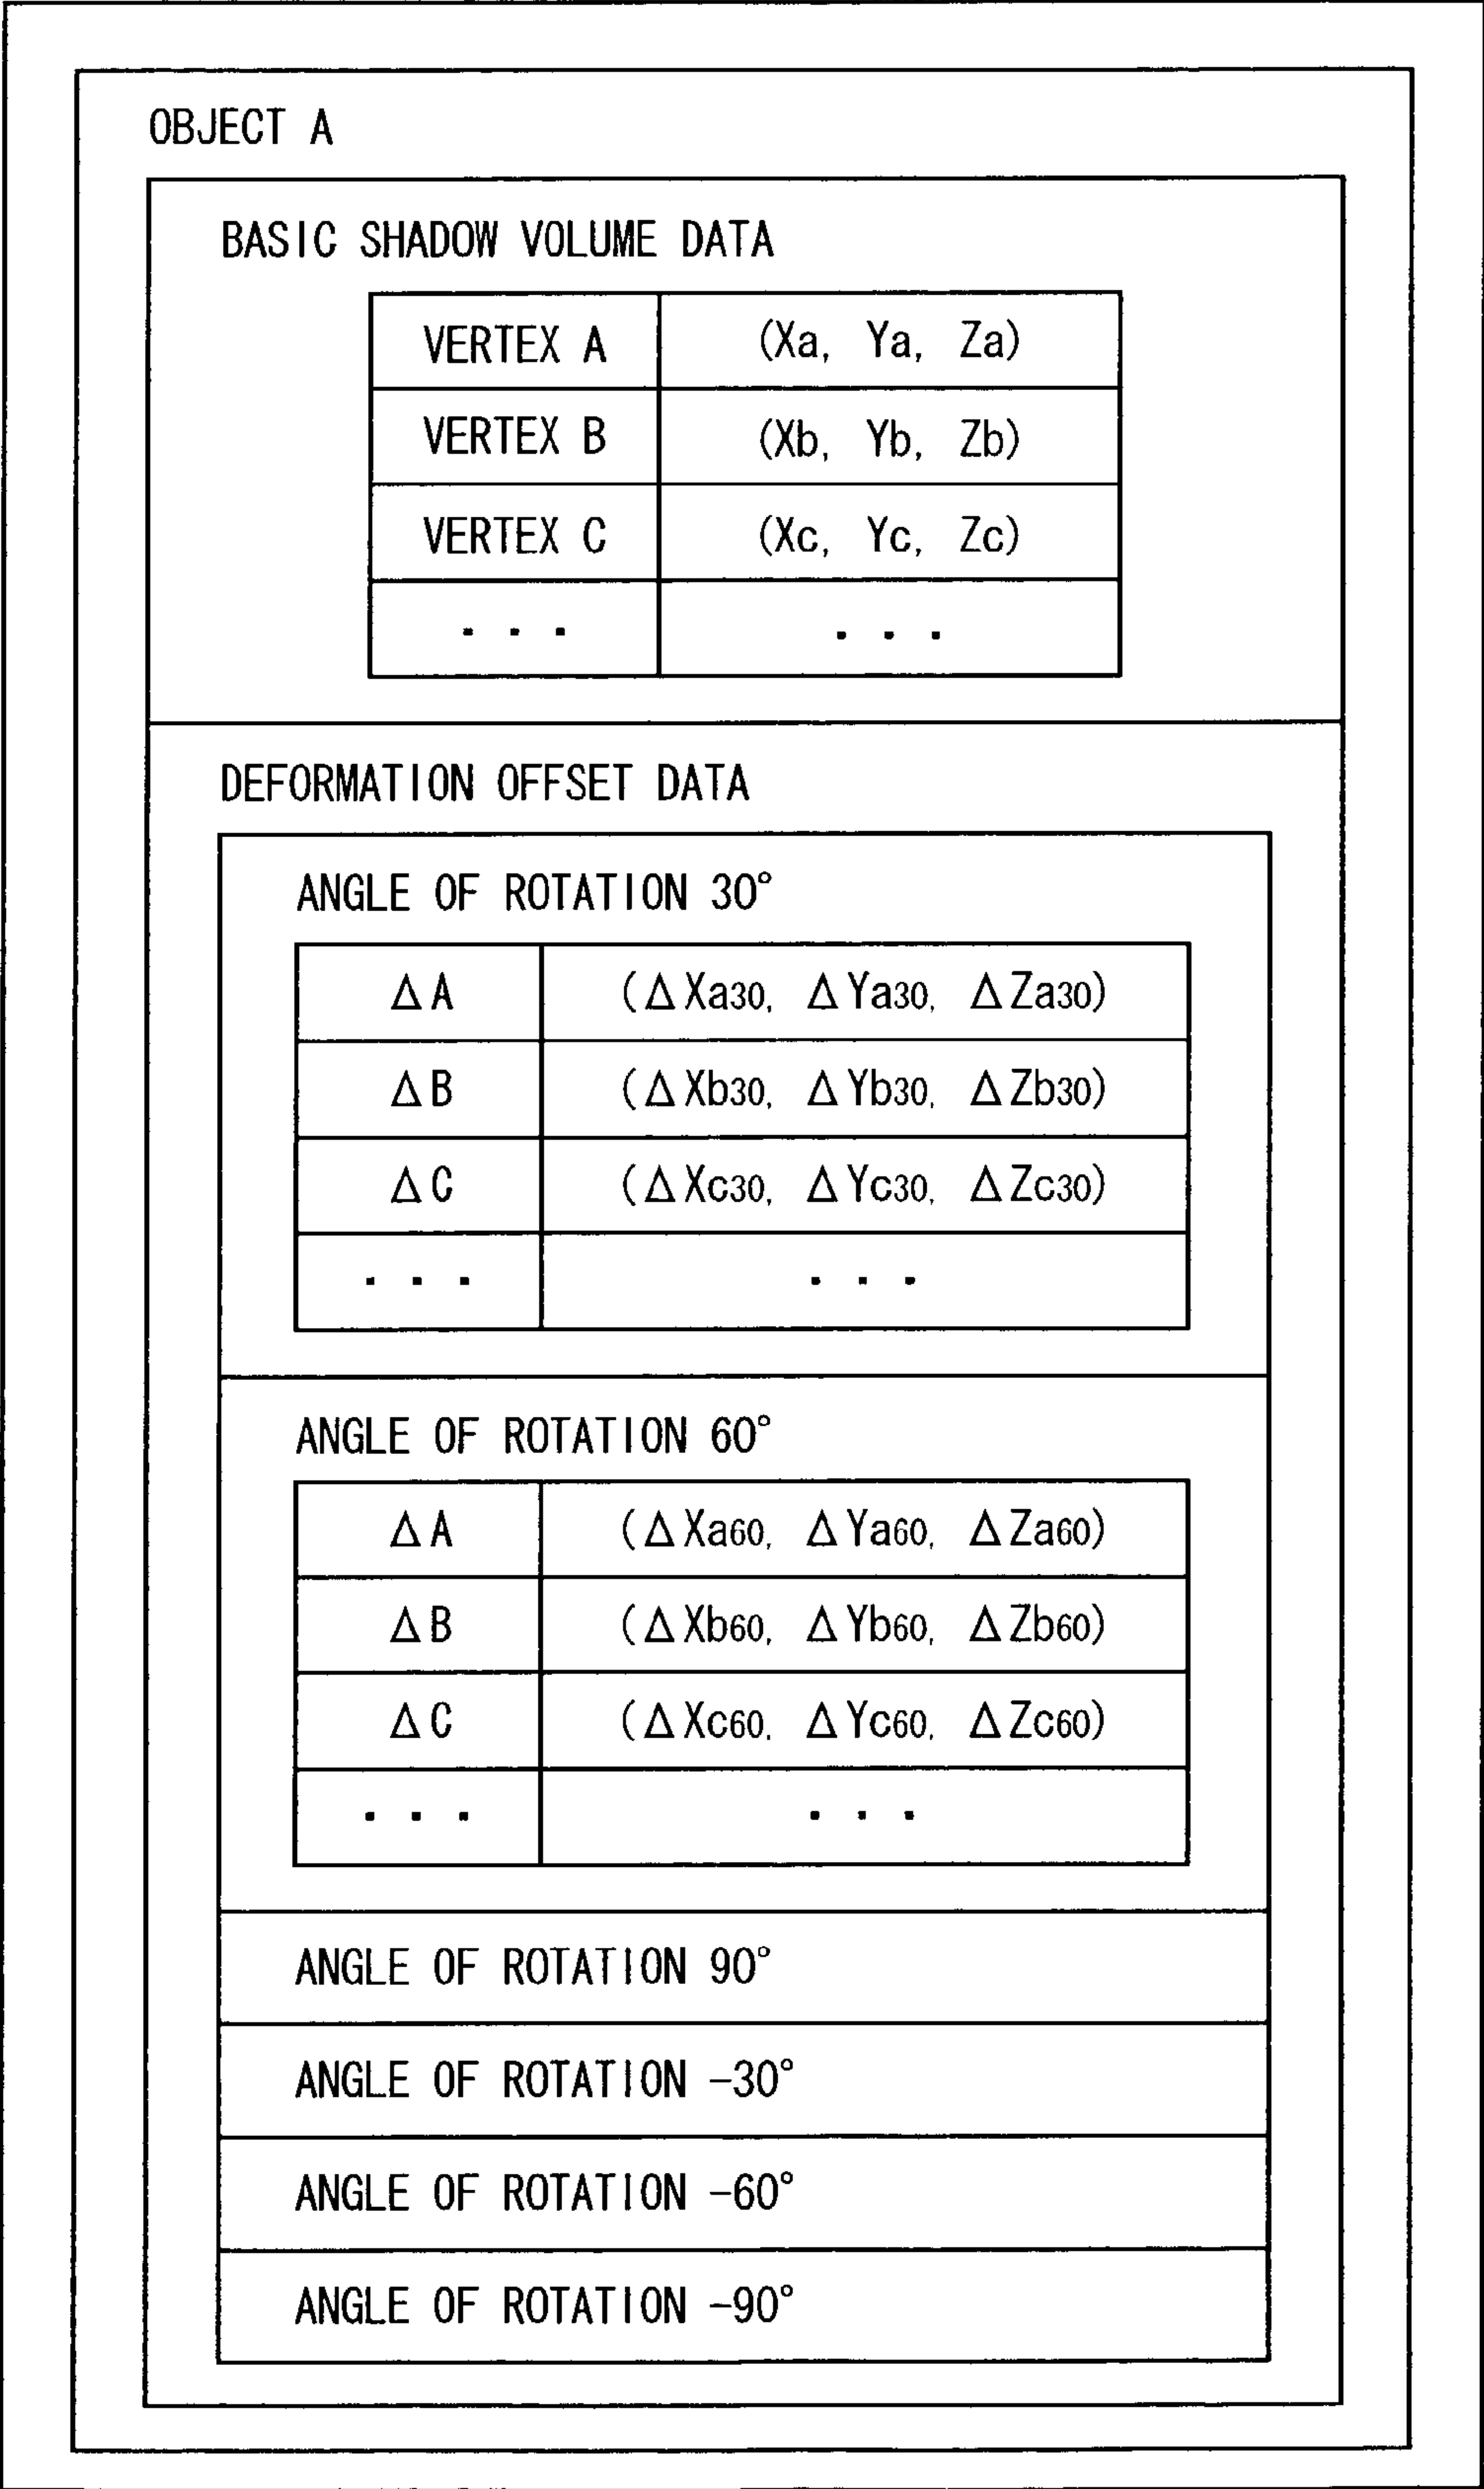 OBJECT A
BASIC SHADOW VOLUME DATA
VERTEX A (Xa, Ya, Za)
VERTEX B (Xb, Yb, Zb)
VERTEX C (Xc, Yc, Zc)
... ...
DEFORMATION OFFSET DATA
ANGLE OF ROTATION 30°
ΔA (ΔXa30, ΔYa30, ΔZa30)
ΔB (ΔXb30, ΔYb30, ΔZb30)
ΔC (ΔXc30, ΔYc30, ΔZc30)
... ...
ANGLE OF ROTATION 60°
ΔA (ΔXa60, ΔYa60, ΔZa60)
ΔB (ΔXb60, ΔYb60, ΔZb60)
ΔC (ΔXc60, ΔYc60, ΔZc60)
... ...
ANGLE OF ROTATION 90°
ANGLE OF ROTATION -30°
ANGLE OF ROTATION -60°
ANGLE OF ROTATION -90°